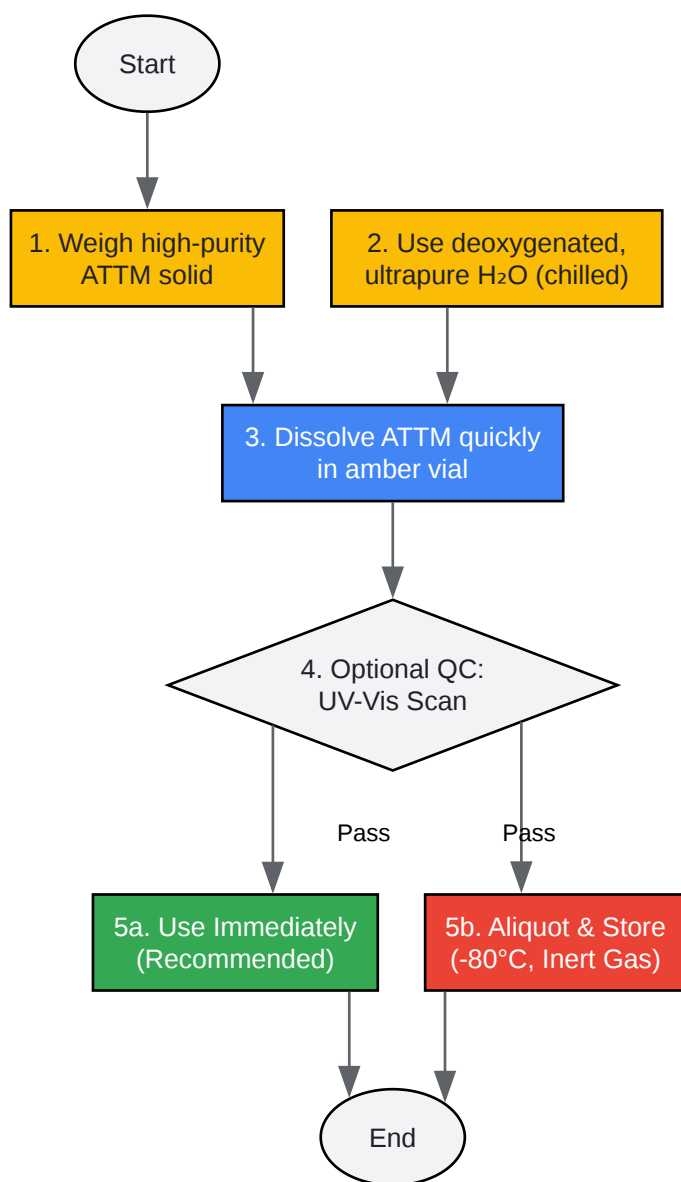 Start
1. Weigh high-purity
ATTM solid
2. Use deoxygenated,
ultrapure H₂O (chilled)
3. Dissolve ATTM quickly
in amber vial
4. Optional QC:
UV-Vis Scan
Pass
Pass
5a. Use Immediately
(Recommended)
5b. Aliquot & Store
(-80°C, Inert Gas)
End